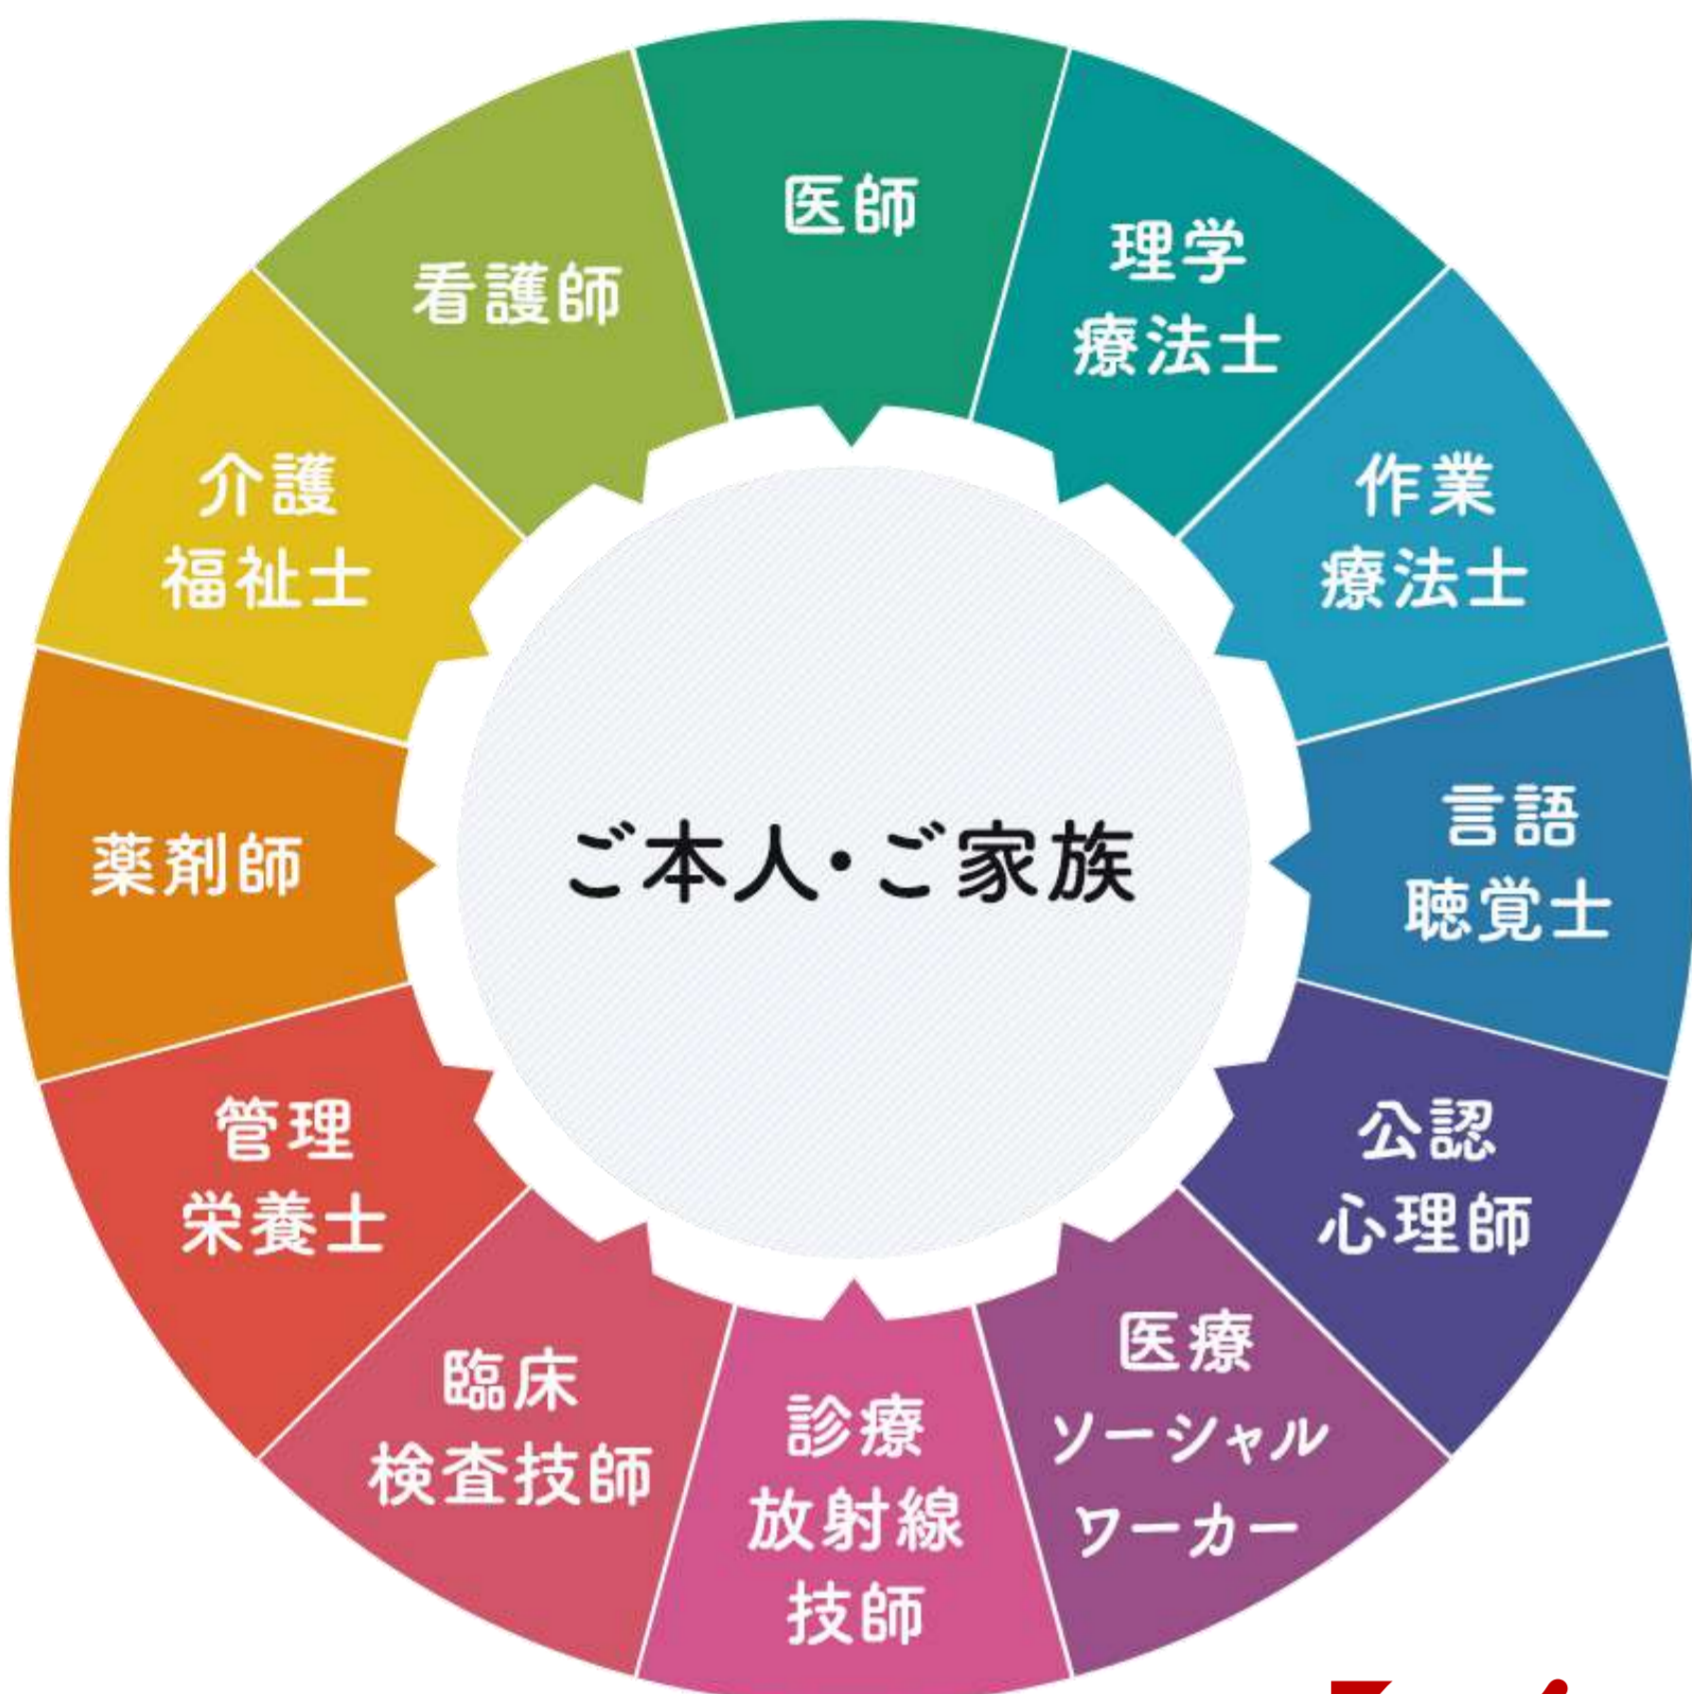 医師
理学
療法士
作業
療法士
言語
聴覚士
公認
心理師
医療
ソーシャル
ワーカー
診療
放射線
技師
臨床
検査技師
管理
栄養士
薬剤師
介護
福祉士
看護師
ご本人・ご家族